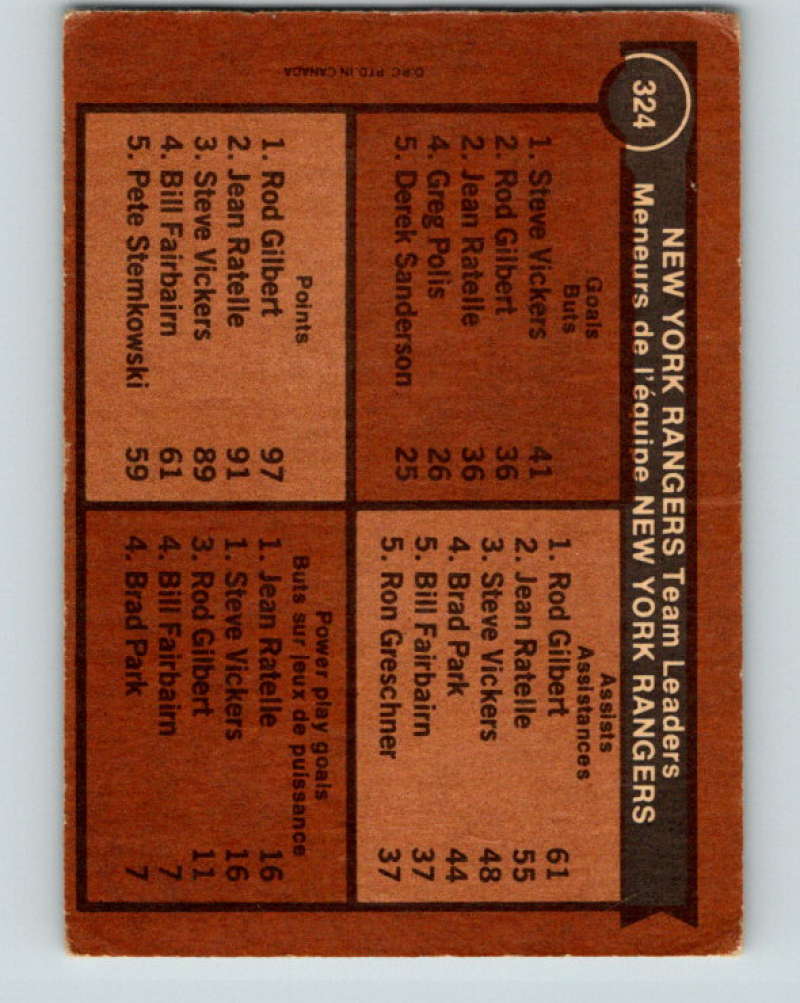 324
NEW YORK RANGERS Team Leaders
Meneurs de l'équipe NEW YORK RANGERS
Goals
Buts
1. Steve Vickers 41
2. Rod Gilbert 36
2. Jean Ratelle 36
4. Greg Polis 26
5. Derek Sanderson 25
Assists
Assistances
1. Rod Gilbert 61
2. Jean Ratelle 55
3. Steve Vickers 48
4. Brad Park 44
5. Bill Fairbairn 37
5. Ron Greschner 37
Points
1. Rod Gilbert 97
2. Jean Ratelle 91
3. Steve Vickers 89
4. Bill Fairbairn 61
5. Pete Stemkowski 59
Power play goals
Buts sur jeux de puissance
1. Jean Ratelle 16
1. Steve Vickers 16
3. Rod Gilbert 11
4. Bill Fairbairn 7
4. Brad Park 7
O.P.C. PTD. IN CANADA